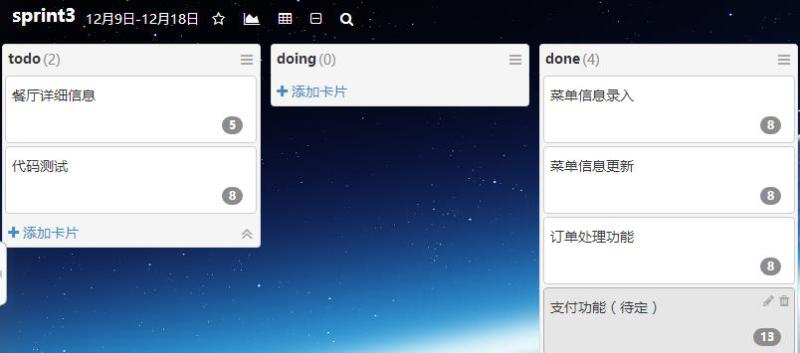 sprint3 12月9日-12月18日
todo(2)
餐厅详细信息
5
代码测试
8
添加卡片
doing(0)
添加卡片
done(4)
菜单信息录入
8
菜单信息更新
8
订单处理功能
8
支付功能（待定）
13